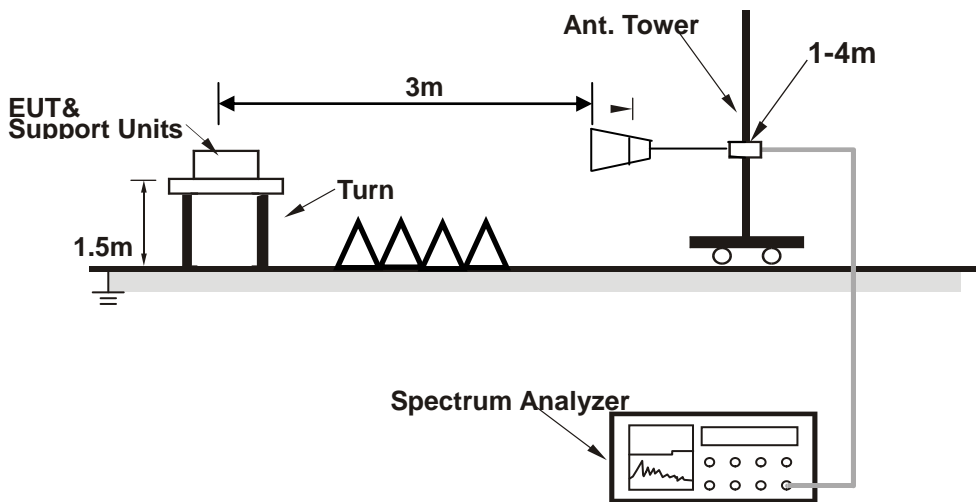 Ant. Tower
1-4m
3m
EUT&
Support Units
Turn
1.5m
Spectrum Analyzer